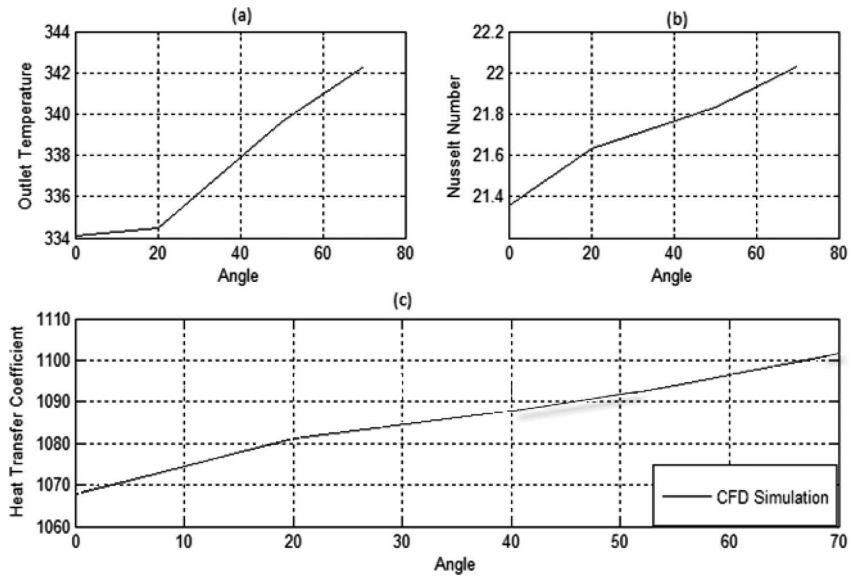 (a)
344
342
340
338
336
334
Outlet Temperature
0 20 40 60 80
Angle
(b)
22.2
22
21.8
21.6
21.4
Nusselt Number
0 20 40 60 80
Angle
(c)
1110
1100
1090
1080
1070
1060
Heat Transfer Coefficient
CFD Simulation
0 10 20 30 40 50 60 70
Angle